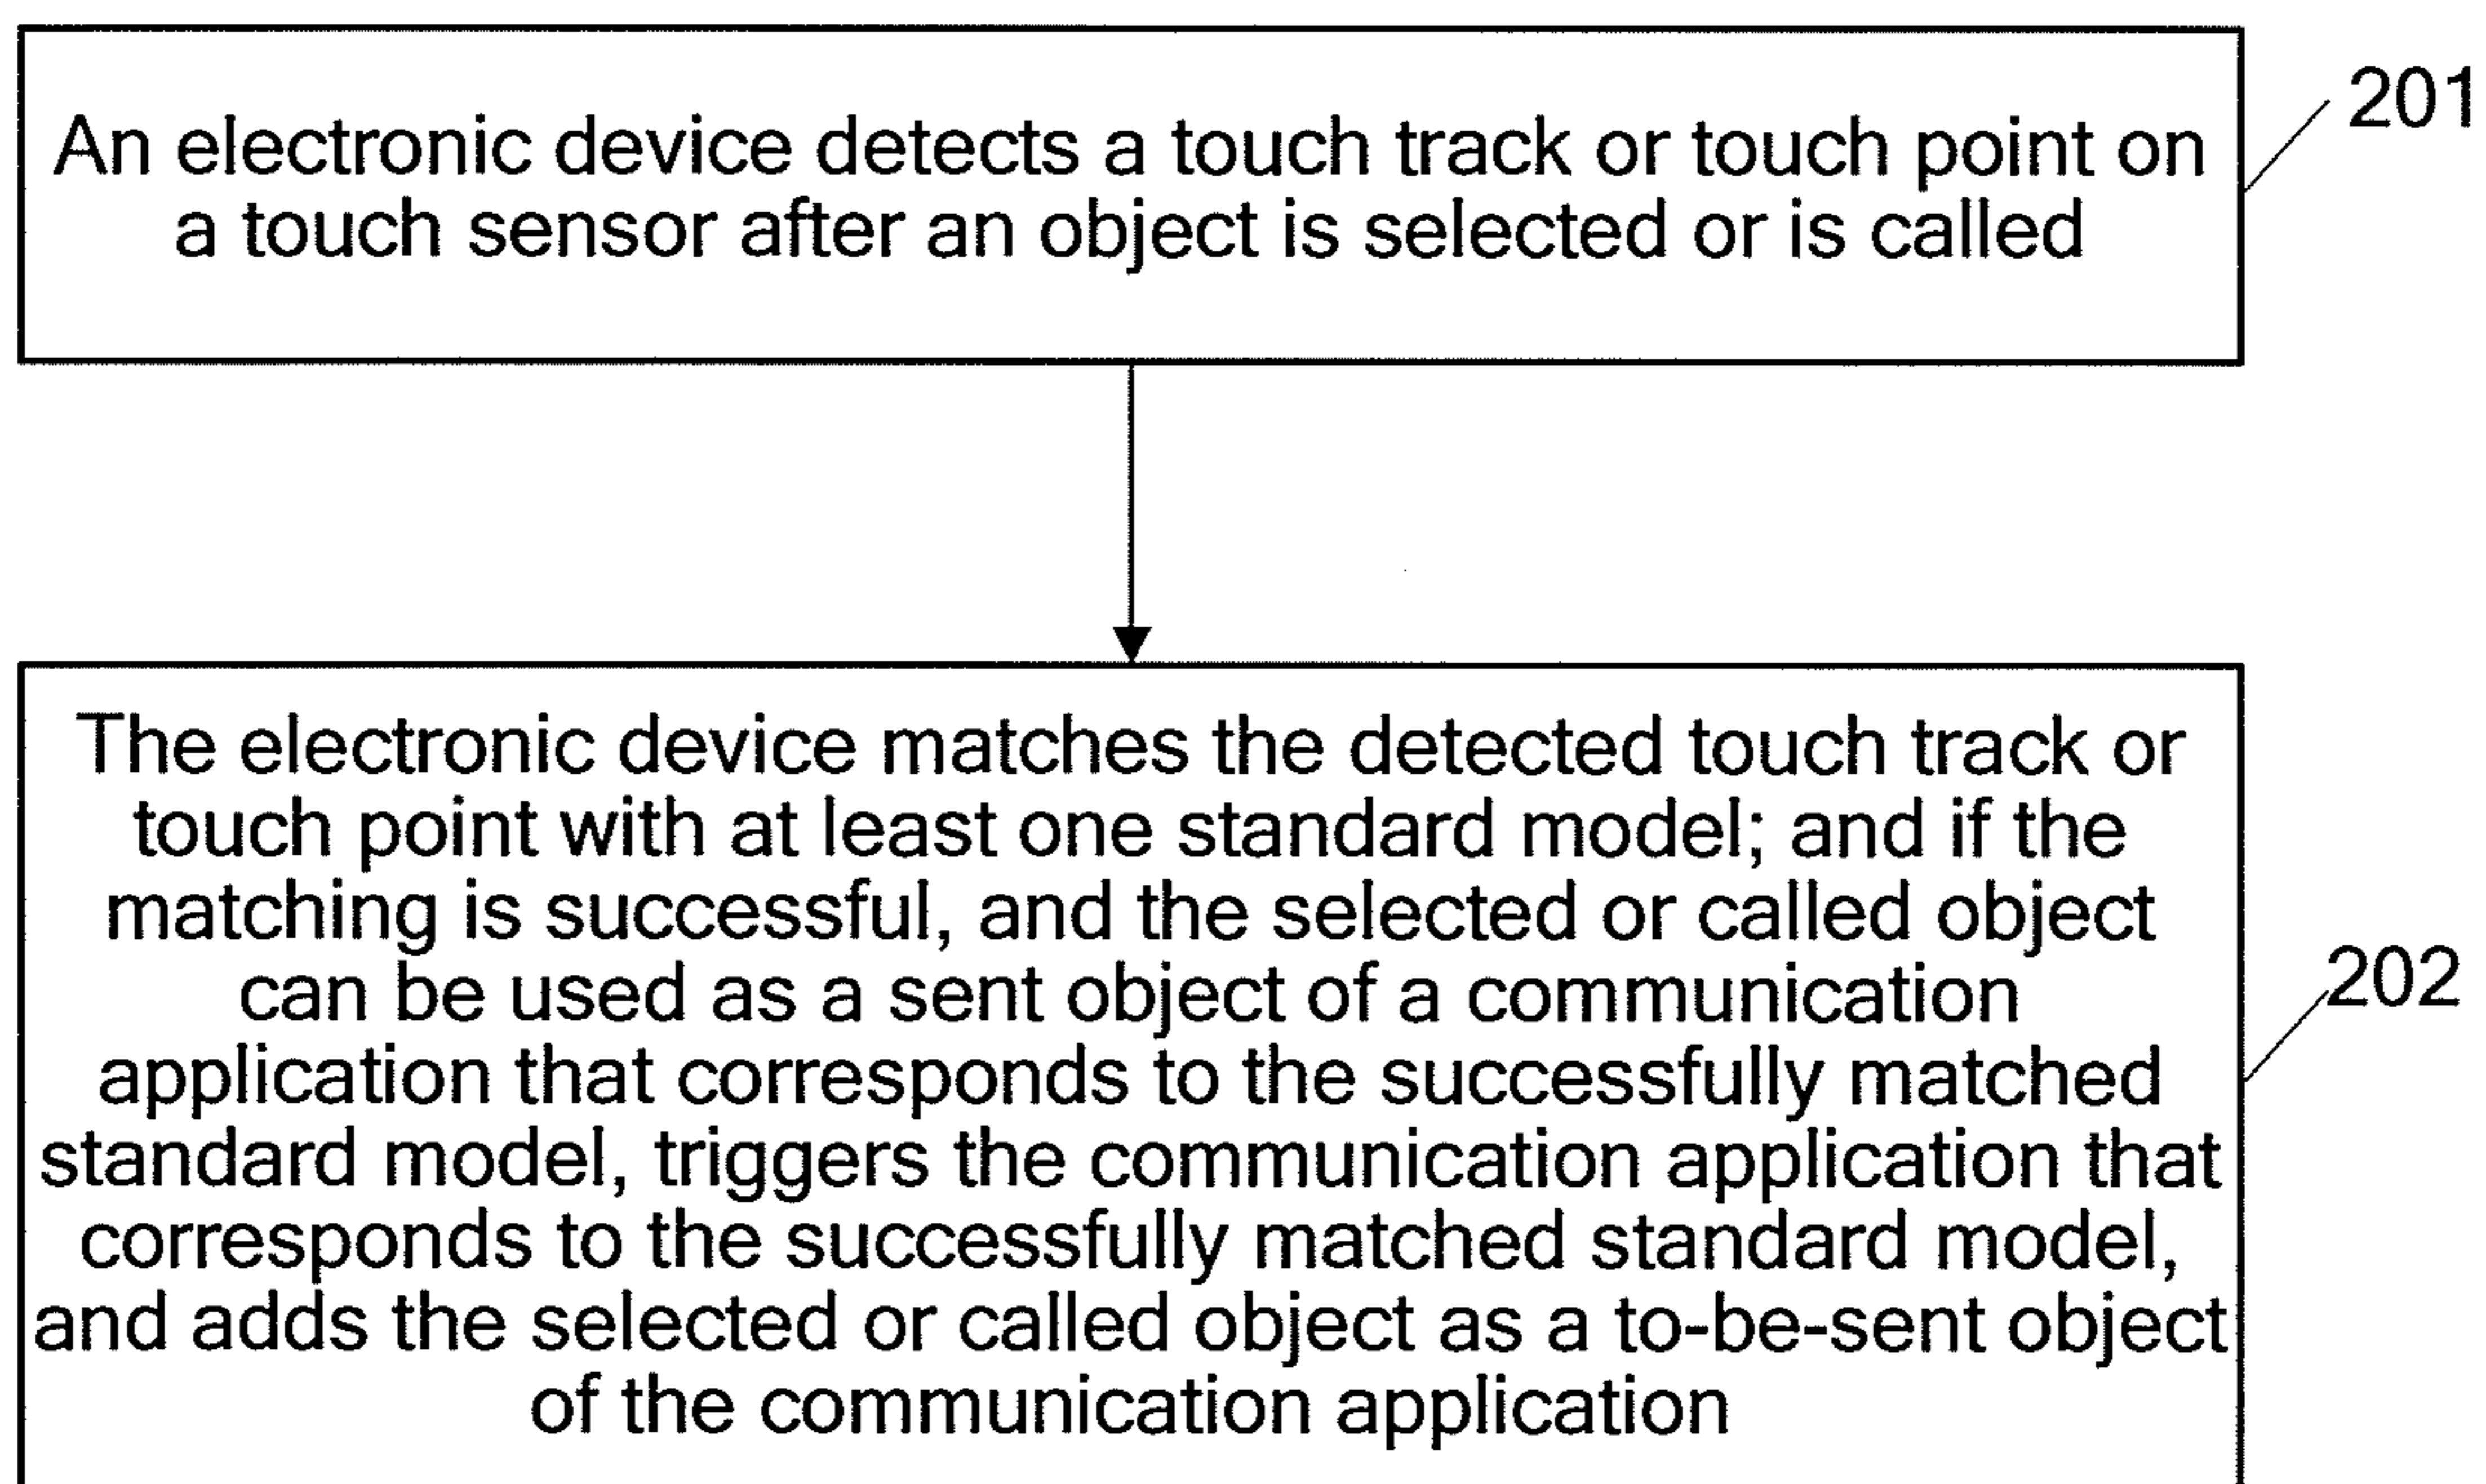 An electronic device detects a touch track or touch point on
a touch sensor after an object is selected or is called
201
The electronic device matches the detected touch track or
touch point with at least one standard model; and if the
matching is successful, and the selected or called object
can be used as a sent object of a communication
application that corresponds to the successfully matched
standard model, triggers the communication application that
corresponds to the successfully matched standard model,
and adds the selected or called object as a to-be-sent object
of the communication application
202